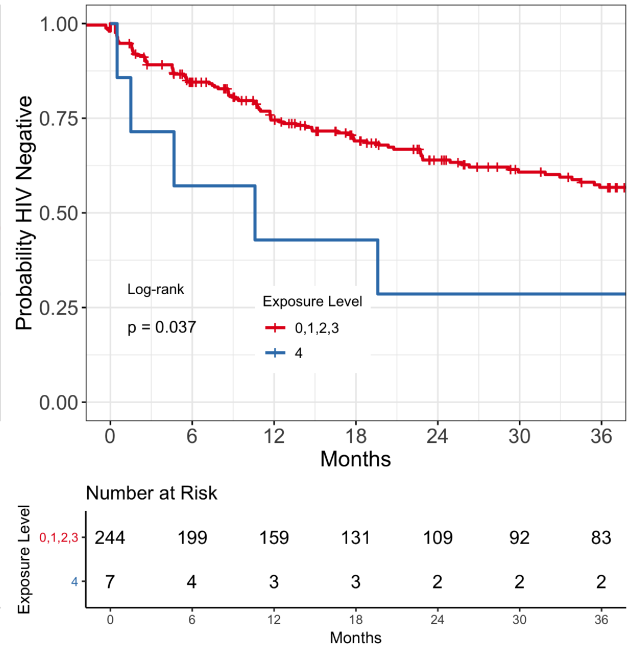 1.00
0.75
0.50
0.25
0.00
Probability HIV Negative
Log-rank
p = 0.037
Exposure Level
0,1,2,3
4
0 6 12 18 24 30 36
Months
Number at Risk
Exposure Level
0,1,2,3 244 199 159 131 109 92 83
4 7 4 3 3 2 2 2
0 6 12 18 24 30 36
Months